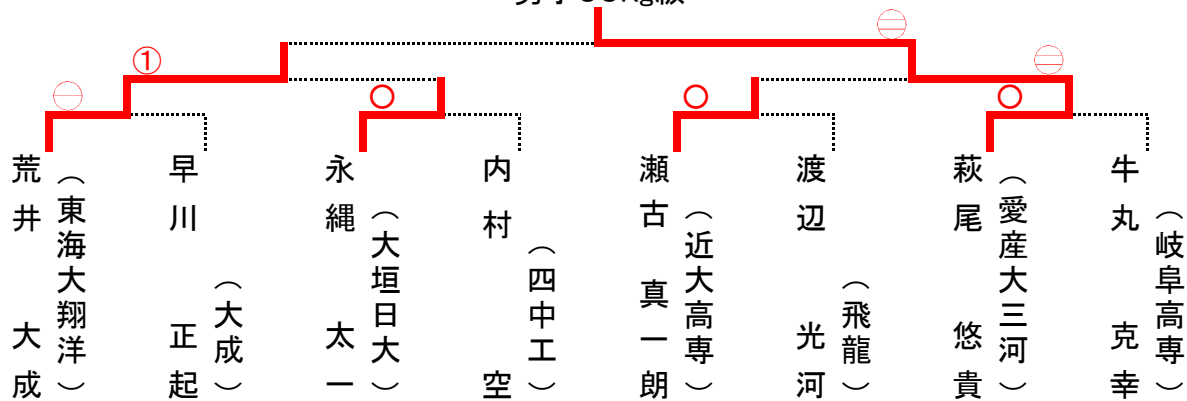 男子 Kg級
①
荒井 大成
（東海大翔洋）
早川 正起
（大成）
永縄 太一
（大垣日大）
内村 空
（四中工）
瀬古 真一朗
（近大高専）
渡辺 光河
（飛龍）
萩尾 悠貴
（愛産大三河）
牛丸 克幸
（岐阜高専）